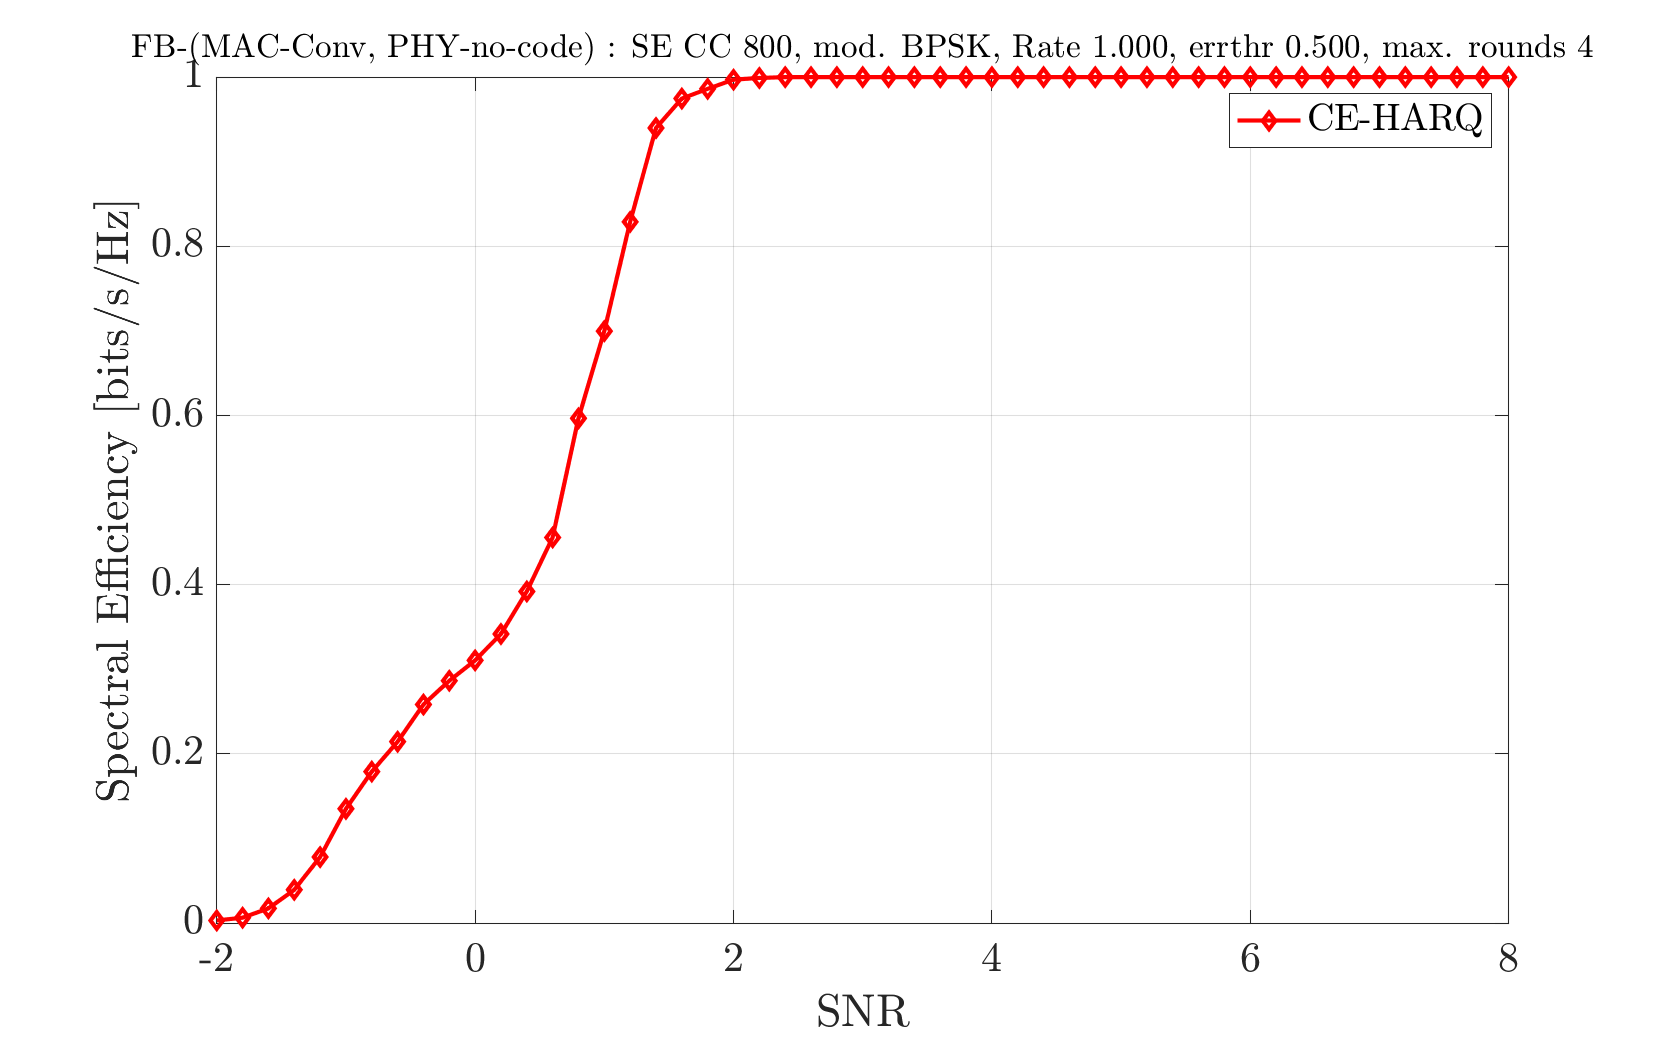 FB-(MAC-Conv, PHY-no-code) : SE CC 800, mod. BPSK, Rate 1.000, errthr 0.500, max. rounds 4
1
CE-HARQ
0.8
0.6
0.4
0.2
0
Spectral Efficiency [bits/s/Hz]
-2 0 2 4 6 8
SNR